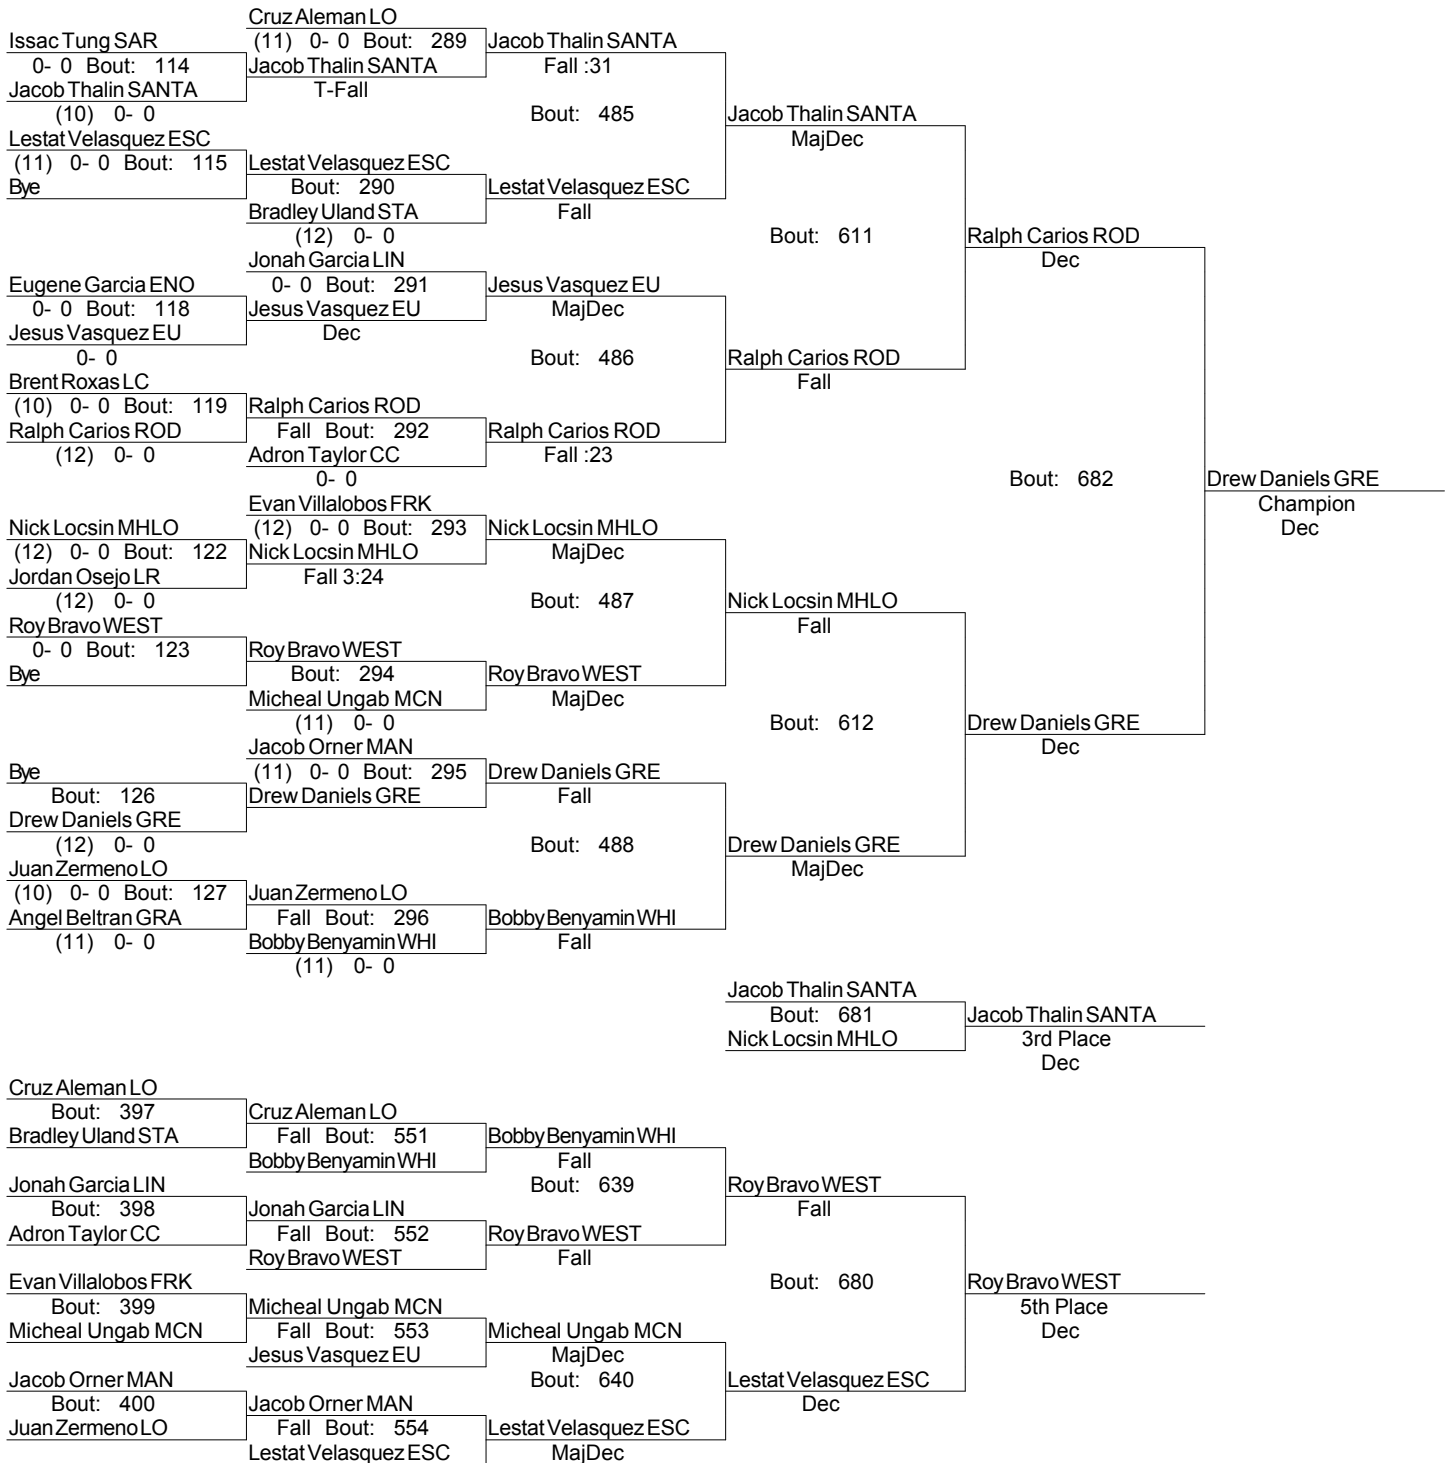 Cruz Aleman LO
Issac Tung SAR (11) 0- 0 Bout: 289 Jacob Thalin SANTA
0- 0 Bout: 114 Jacob Thalin SANTA Fall :31
Jacob Thalin SANTA T-Fall
(10) 0- 0 Bout: 485 Jacob Thalin SANTA
Lestat Velasquez ESC MajDec
(11) 0- 0 Bout: 115 Lestat Velasquez ESC
Bye Bout: 290 Lestat Velasquez ESC
Bradley Uland STA Fall
(12) 0- 0 Bout: 611 Ralph Carios ROD
Jonah Garcia LIN Dec
Eugene Garcia ENO 0- 0 Bout: 291 Jesus Vasquez EU
0- 0 Bout: 118 Jesus Vasquez EU MajDec
Jesus Vasquez EU Dec
0- 0 Bout: 486 Ralph Carios ROD
Brent Roxas LC Fall
(10) 0- 0 Bout: 119 Ralph Carios ROD
Ralph Carios ROD Fall Bout: 292 Ralph Carios ROD
(12) 0- 0 Adron Taylor CC Fall :23
0- 0 Bout: 682 Drew Daniels GRE
Evan Villalobos FRK Champion
Nick Locsin MHLO (12) 0- 0 Bout: 293 Nick Locsin MHLO Dec
(12) 0- 0 Bout: 122 Nick Locsin MHLO MajDec
Jordan Osejo LR Fall 3:24
(12) 0- 0 Bout: 487 Nick Locsin MHLO
Roy Bravo WEST Fall
0- 0 Bout: 123 Roy Bravo WEST
Bye Bout: 294 Roy Bravo WEST
Micheal Ungab MCN MajDec
(11) 0- 0 Bout: 612 Drew Daniels GRE
Jacob Orner MAN Dec
Bye (11) 0- 0 Bout: 295 Drew Daniels GRE
Bout: 126 Drew Daniels GRE Fall
Drew Daniels GRE
(12) 0- 0 Bout: 488 Drew Daniels GRE
Juan Zermeno LO MajDec
(10) 0- 0 Bout: 127 Juan Zermeno LO
Angel Beltran GRA Fall Bout: 296 Bobby Benyamin WHI
(11) 0- 0 Bobby Benyamin WHI Fall
(11) 0- 0
Jacob Thalin SANTA
Bout: 681 Jacob Thalin SANTA
Nick Locsin MHLO 3rd Place
Dec
Cruz Aleman LO
Bout: 397 Cruz Aleman LO
Bradley Uland STA Fall Bout: 551 Bobby Benyamin WHI
Bobby Benyamin WHI Fall
Jonah Garcia LIN Bout: 639 Roy Bravo WEST
Bout: 398 Jonah Garcia LIN Fall
Adron Taylor CC Fall Bout: 552 Roy Bravo WEST
Roy Bravo WEST Fall
Evan Villalobos FRK Bout: 680 Roy Bravo WEST
Bout: 399 Micheal Ungab MCN 5th Place
Micheal Ungab MCN Fall Bout: 553 Micheal Ungab MCN Dec
Jesus Vasquez EU MajDec
Jacob Orner MAN Bout: 640 Lestat Velasquez ESC
Bout: 400 Jacob Orner MAN Dec
Juan Zermeno LO Fall Bout: 554 Lestat Velasquez ESC
Lestat Velasquez ESC MajDec